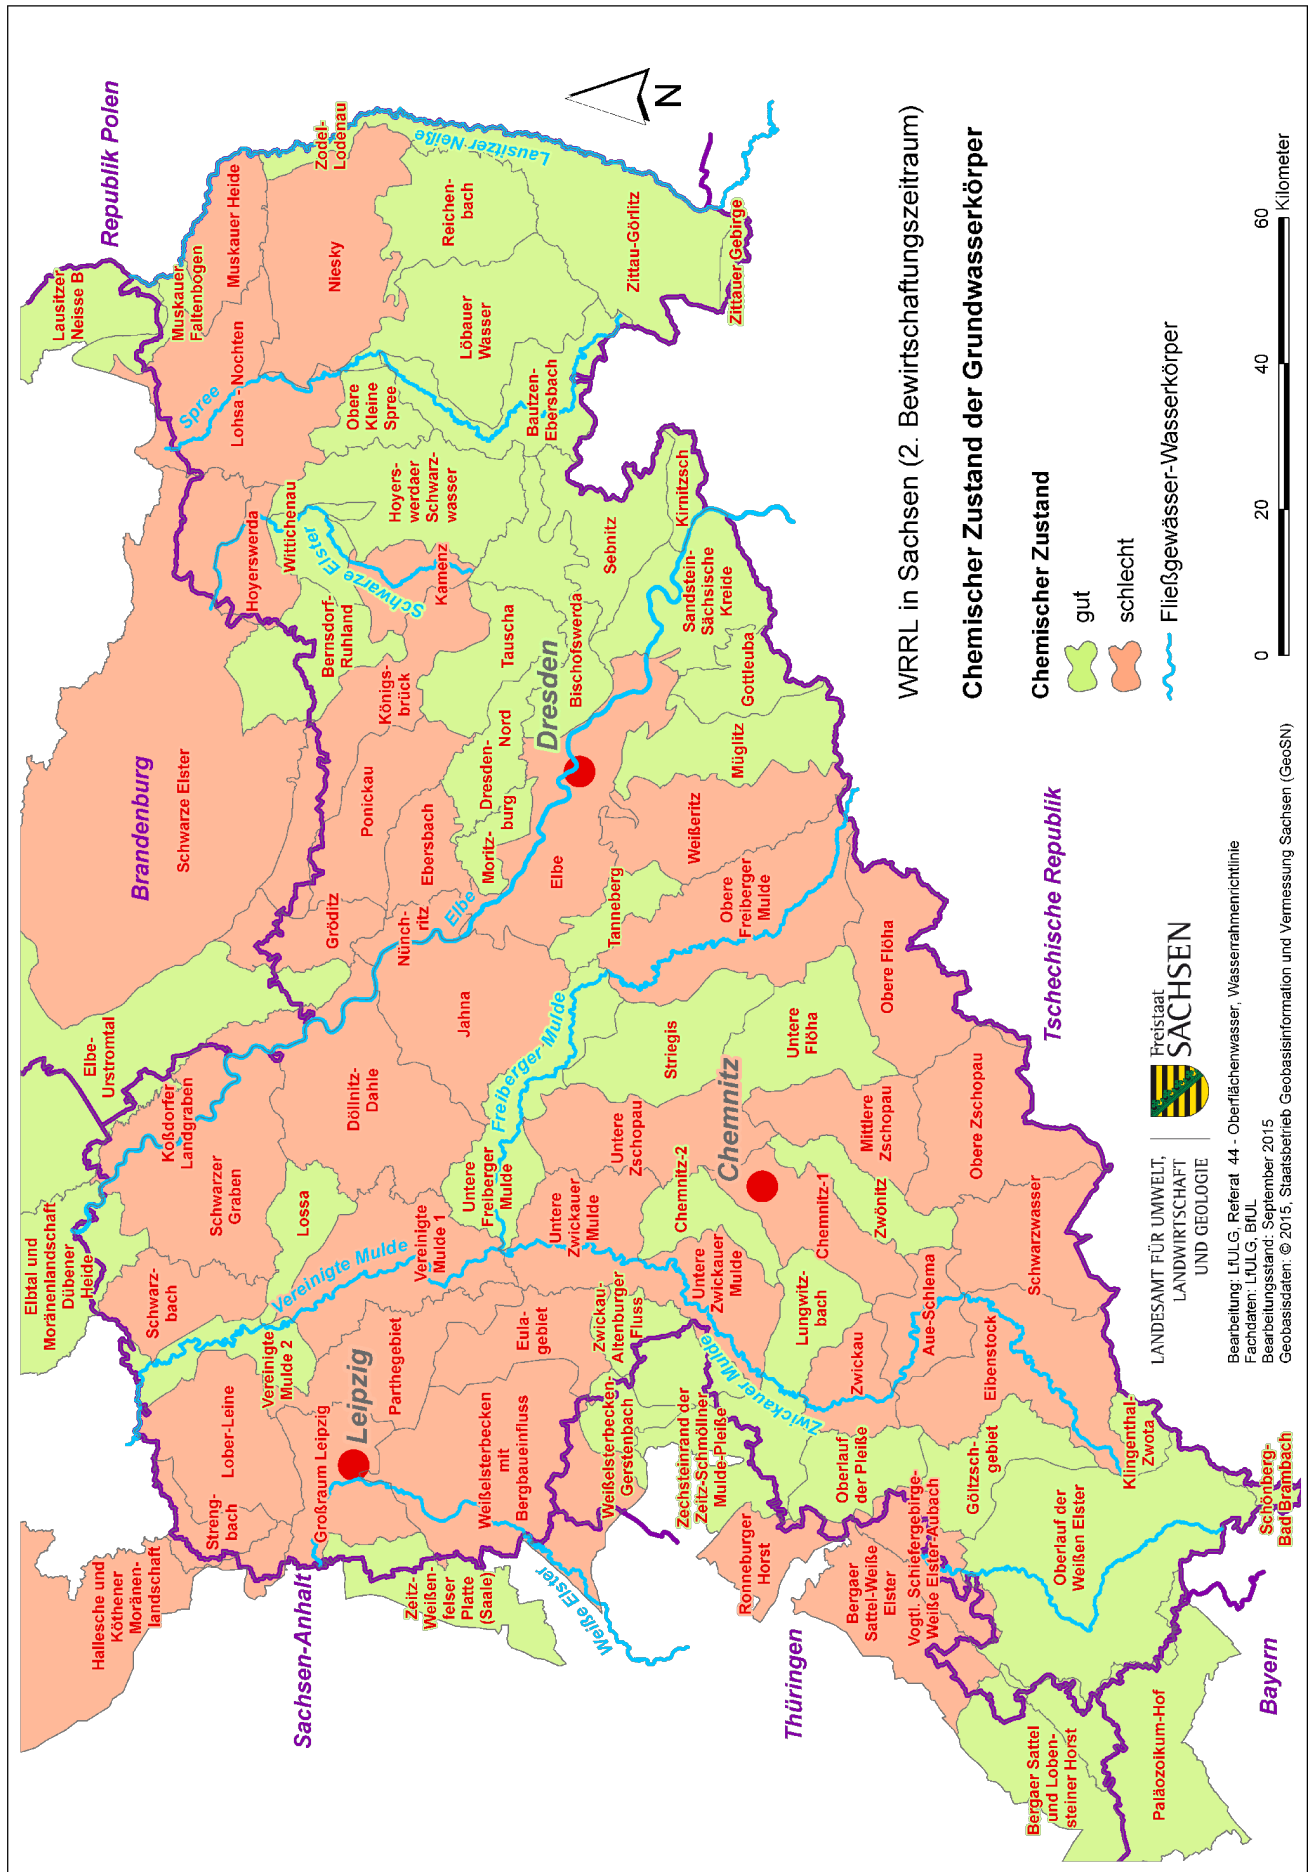 Republik Polen
Brandenburg
Sachsen-Anhalt
Thüringen
Bayern
Tschechische Republik
Lausitzer
Neisse B
Muskauer
Faltenbogen
Muskauer Heide
Zodel-
Lodenau
Lausitzer Neiße
Niesky
Reichen-
bach
Zittau-Görlitz
Zittauer Gebirge
Lohsa - Nochten
Spree
Obere
Kleine
Spree
Löbauer
Wasser
Bautzen-
Ebersbach
Hoyerswerda
Wittichenau
Hoyers-
werdaer
Schwarz-
wasser
Schwarze Elster
Kamenz
Bernsdorf-
Ruhland
Königs-
brück
Tauscha
Bischofswerda
Sebnitz
Kirnitzsch
Sandstein-
Sächsische
Kreide
Gottleuba
Müglitz
Dresden
Dresden-
Nord
Moritz-
burg
Schwarze Elster
Ponickau
Ebersbach
Gröditz
Nünch-
ritz
Elbe
Elbe
Weißeritz
Tanneberg
Obere
Freiberger
Mulde
Elbe-
Urstromtal
Jahna
Freiberger Mulde
Striegis
Untere
Flöha
Obere Flöha
Koßdorfer
Landgraben
Döllnitz-
Dahle
Schwarzer
Graben
Lossa
Untere
Freiberger
Mulde
Untere
Zschopau
Mittlere
Zschopau
Obere Zschopau
Chemnitz
Chemnitz-2
Chemnitz-1
Zwönitz
Schwarzwasser
Elbtal und
Moränenlandschaft
Dübener
Heide
Schwarz-
bach
Vereinigte Mulde
Vereinigte
Mulde 1
Vereinigte
Mulde 2
Untere
Zwickauer
Mulde
Untere
Zwickauer
Mulde
Lungwitz-
bach
Zwickau
Aue-Schlema
Eibenstock
Zwickauer Mulde
Lober-Leine
Parthegebiet
Eula-
gebiet
Zwickau-
Altenburger
Fluss
Leipzig
Großraum Leipzig
Streng-
bach
Weißelsterbecken
mit
Bergbaueinfluss
Weißelsterbecken-
Gerstenbach
Zechsteinrand der
Zeitz-Schmöllner
Mulde-Pleiße
Oberlauf
der Pleiße
Göltzsch-
gebiet
Klingenthal-
Zwota
Schönberg-
Bad Brambach
Oberlauf der
Weißen Elster
Hallesche und
Köthener
Moränen-
landschaft
Zeitz-
Weißen-
felser
Platte
(Saale)
Weiße Elster
Ronneburger
Horst
Bergaer
Sattel-Weiße
Elster
Vogtl. Schiefergebirge-
Weiße Elster-Aubach
Bergaer Sattel
und Loben-
steiner Horst
Paläozoikum-Hof
N
WRRL in Sachsen (2. Bewirtschaftungszeitraum)
Chemischer Zustand der Grundwasserkörper
Chemischer Zustand
gut
schlecht
Fließgewässer-Wasserkörper
0 20 40 60
Kilometer
LANDESAMT FÜR UMWELT,
LANDWIRTSCHAFT
UND GEOLOGIE
Freistaat
SACHSEN
Bearbeitung: LfULG, Referat 44 - Oberflächenwasser, Wasserrahmenrichtlinie
Fachdaten: LfULG, BfUL
Bearbeitungsstand: September 2015
Geobasisdaten: © 2015, Staatsbetrieb Geobasisinformation und Vermessung Sachsen (GeoSN)